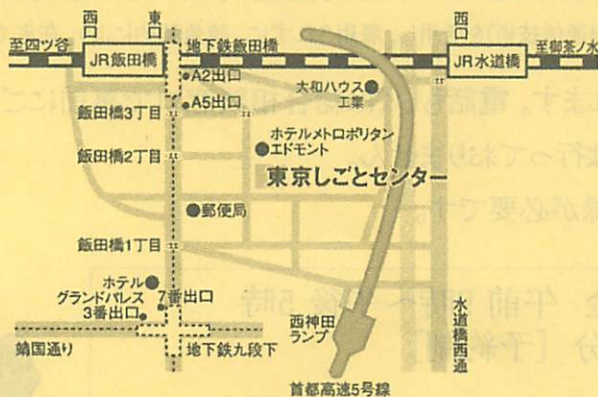 西口
東口
西口
至四ツ谷
JR飯田橋
地下鉄飯田橋
JR水道橋
至御茶ノ水
A2出口
大和ハウス
工業
A5出口
飯田橋3丁目
ホテルメトロポリタン
エドモント
飯田橋2丁目
東京しごとセンター
郵便局
飯田橋1丁目
ホテル
グランドパレス
7番出口
3番出口
西神田
ランプ
水道橋西通
靖国通り
地下鉄九段下
首都高速5号線